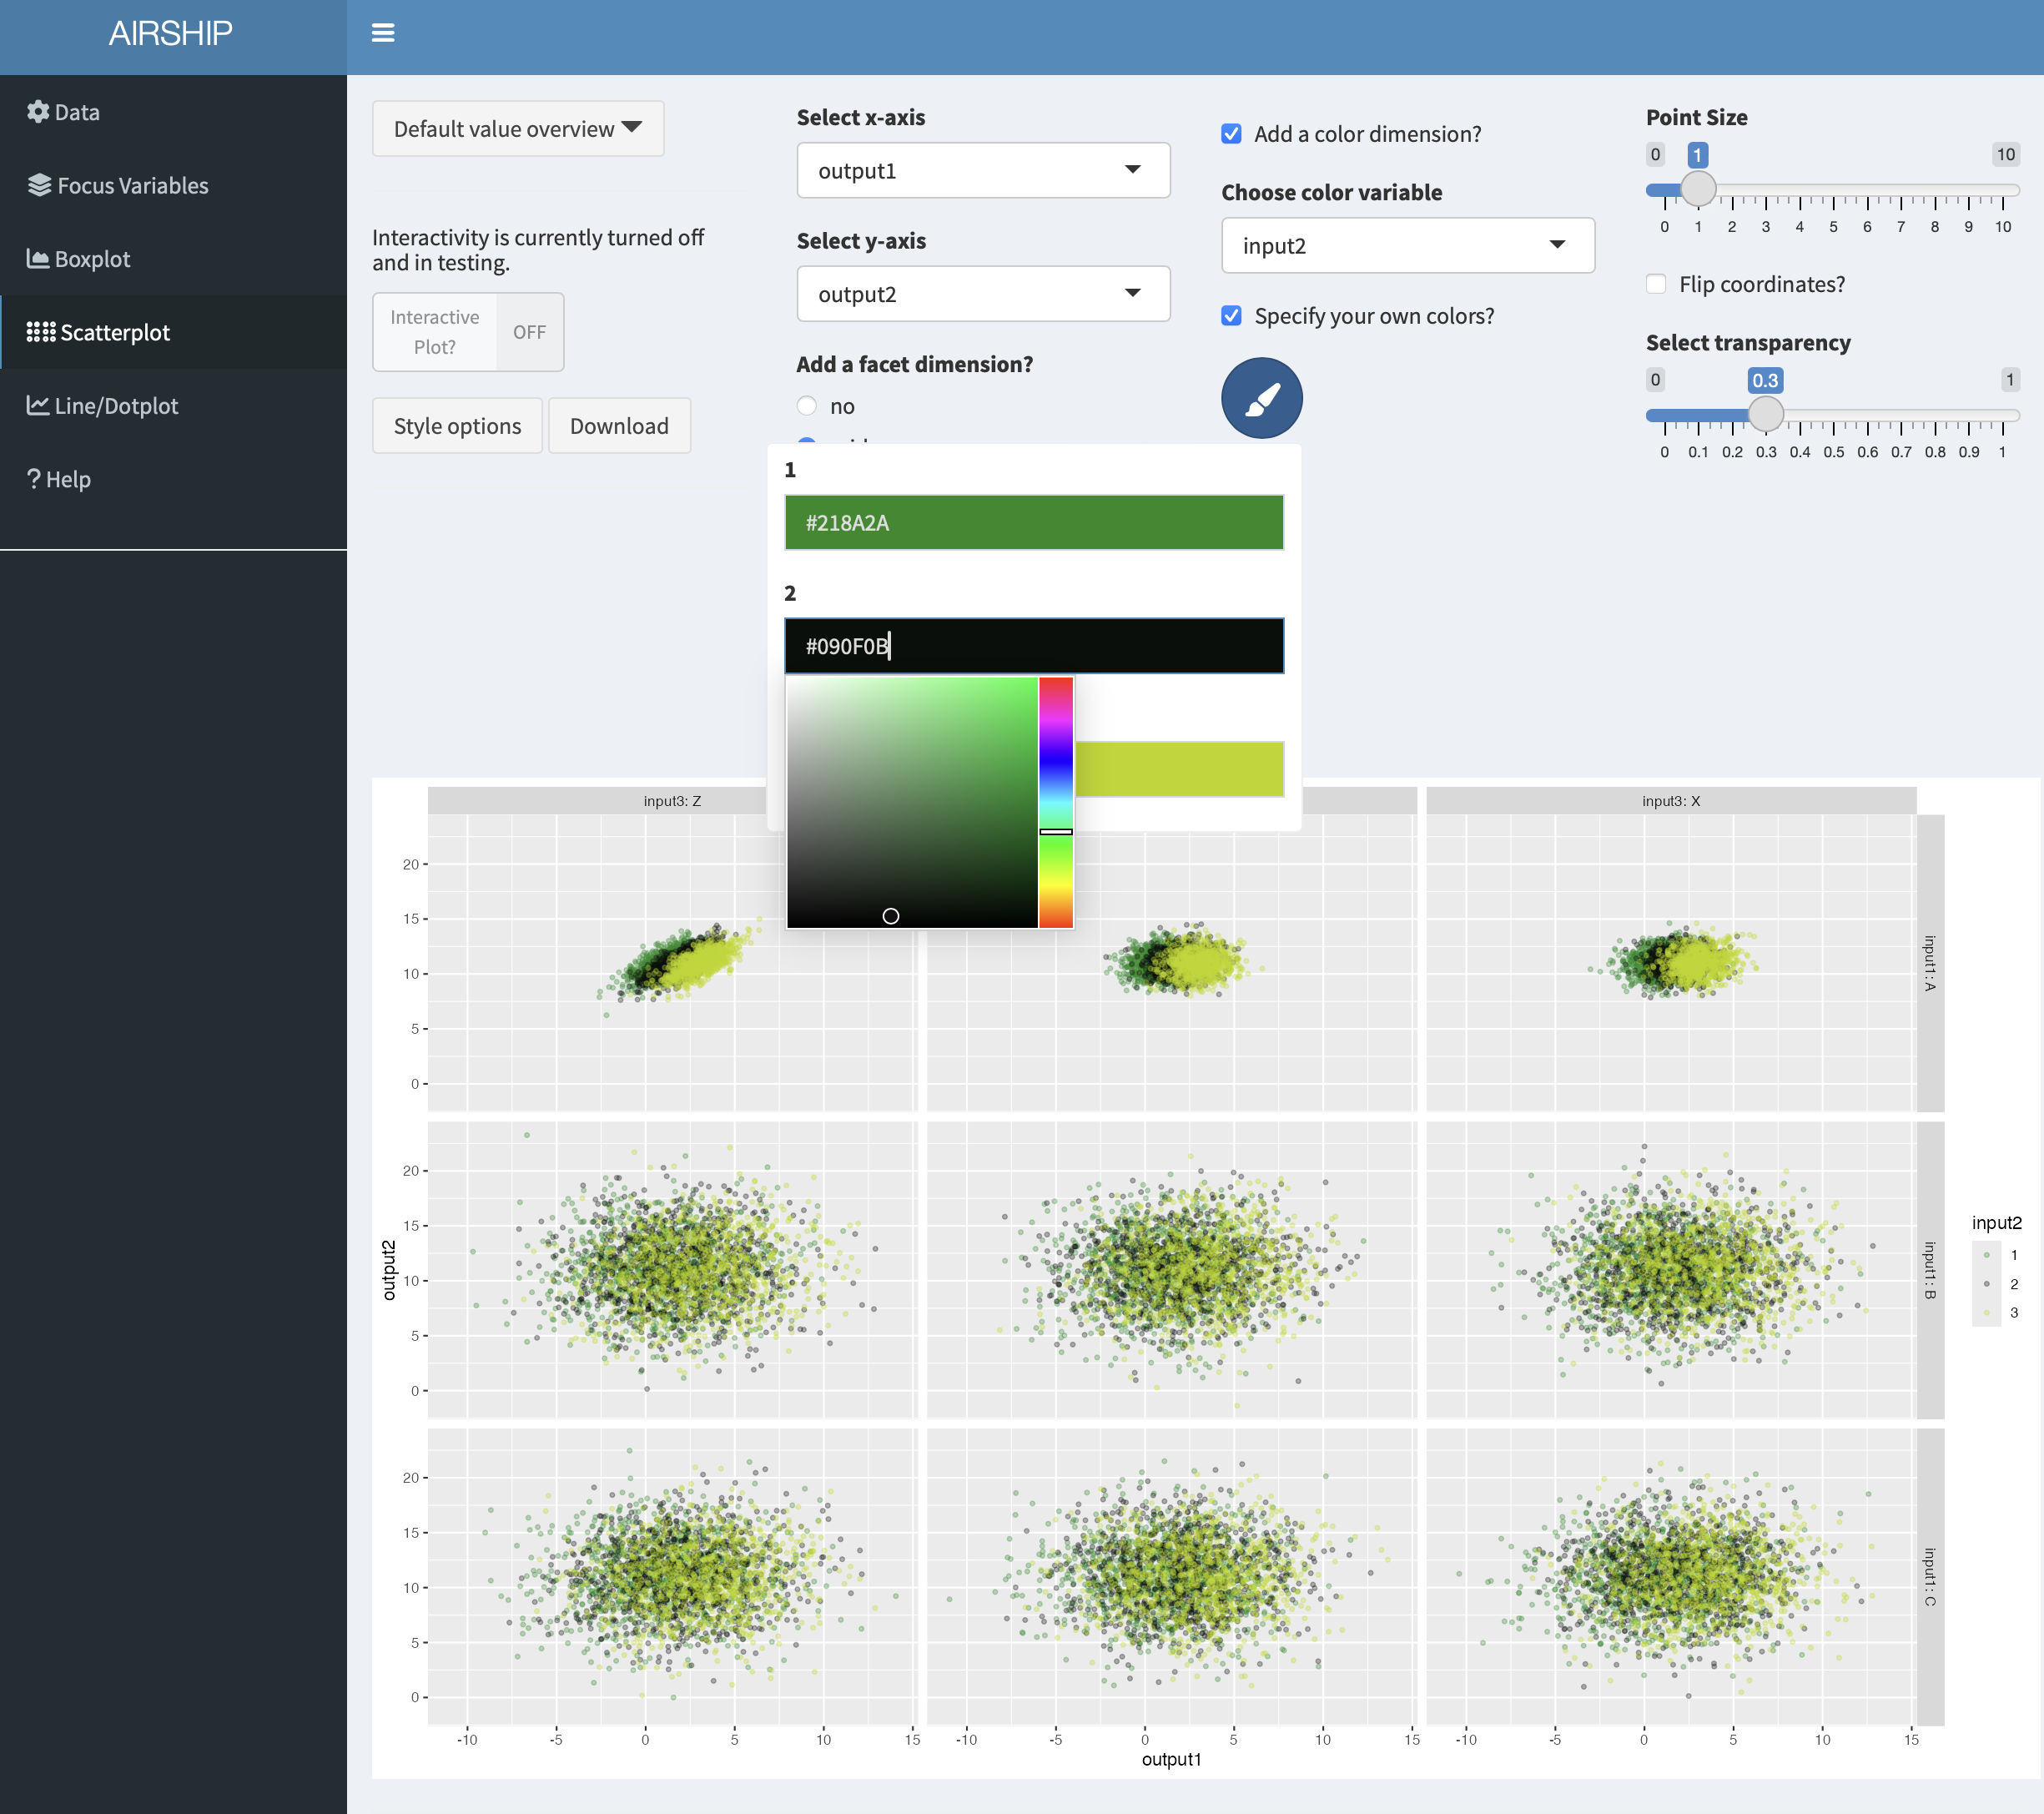 AIRSHIP
Data
Focus Variables
Boxplot
Scatterplot
Line/Dotplot
? Help
Default value overview
Interactivity is currently turned off
and in testing.
Interactive
Plot?
OFF
Style options
Download
Select x-axis
output1
Select y-axis
output2
Add a facet dimension?
no
Add a color dimension?
Choose color variable
input2
Specify your own colors?
Point Size
0 1 10
0 1 2 3 4 5 6 7 8 9 10
Flip coordinates?
Select transparency
0 0.3 1
0 0.1 0.2 0.3 0.4 0.5 0.6 0.7 0.8 0.9 1
1
#218A2A
2
#090F0B
input3: Z
input3: X
20
15
10
5
0
input1: A
20
15
10
5
0
input1: B
20
15
10
5
0
input1: C
output2
-10 -5 0 5 10 15
-10 -5 0 5 10 15
-10 -5 0 5 10 15
output1
input2
1
2
3